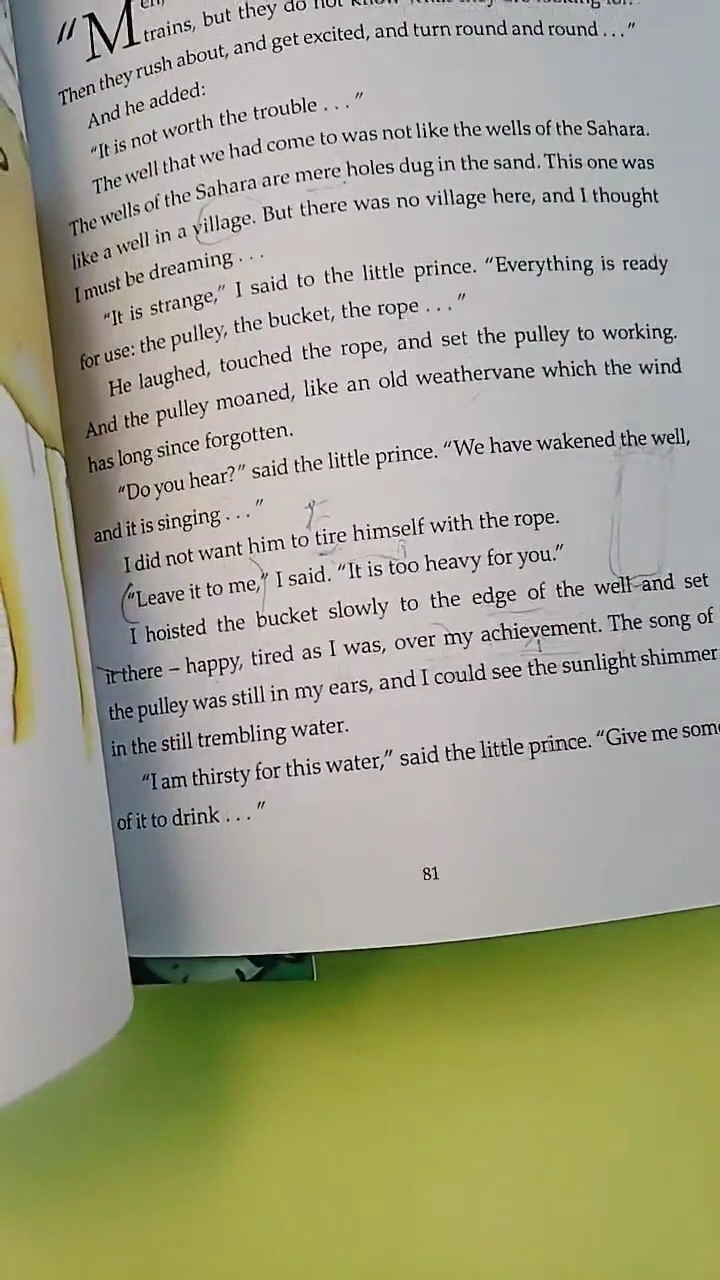 "M
trains, but they do not
Then they rush about, and get excited, and turn round and round . . ."
And he added:
"It is not worth the trouble . . ."
The well that we had come to was not like the wells of the Sahara.
The wells of the Sahara are mere holes dug in the sand. This one was
like a well in a village. But there was no village here, and I thought
I must be dreaming . . .
"It is strange," I said to the little prince. "Everything is ready
for use: the pulley, the bucket, the rope . . ."
He laughed, touched the rope, and set the pulley to working.
And the pulley moaned, like an old weathervane which the wind
has long since forgotten.
"Do you hear?" said the little prince. "We have wakened the well,
and it is singing . . ."
I did not want him to tire himself with the rope.
"Leave it to me," I said. "It is too heavy for you."
I hoisted the bucket slowly to the edge of the well and set
it there – happy, tired as I was, over my achievement. The song of
the pulley was still in my ears, and I could see the sunlight shimmer
in the still trembling water.
"I am thirsty for this water," said the little prince. "Give me som
of it to drink . . ."
81